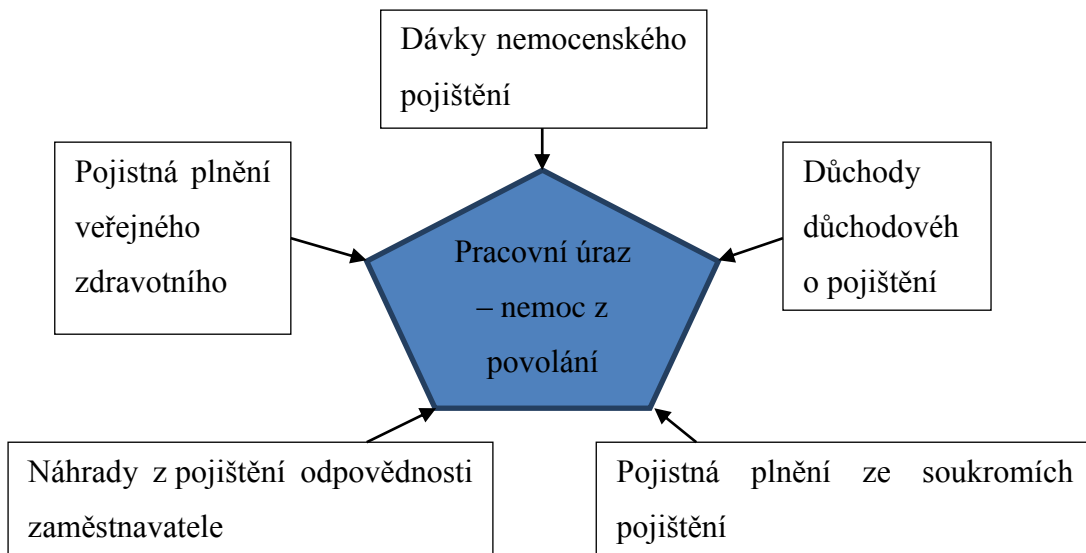 Dávky nemocenského
pojištění
Pojistná plnění
veřejného
zdravotního
Důchody
důchodovéh
o pojištění
Pracovní úraz
– nemoc z
povolání
Náhrady z pojištění odpovědnosti
zaměstnavatele
Pojistná plnění ze soukromích
pojištění